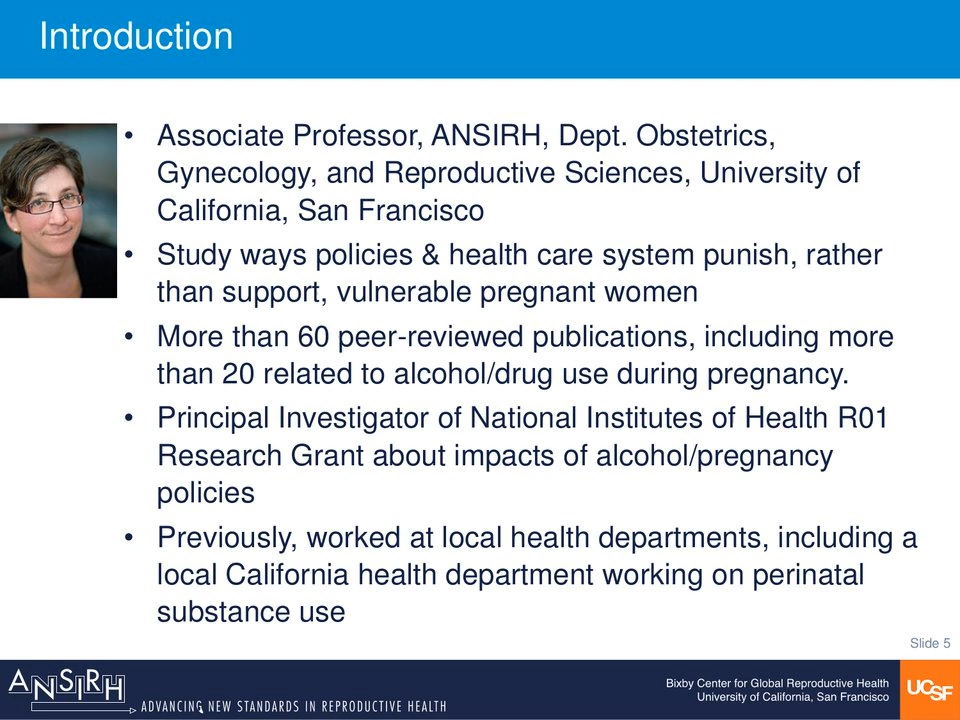 Introduction
• Associate Professor, ANSIRH, Dept. Obstetrics,
Gynecology, and Reproductive Sciences, University of
California, San Francisco
• Study ways policies & health care system punish, rather
than support, vulnerable pregnant women
• More than 60 peer-reviewed publications, including more
than 20 related to alcohol/drug use during pregnancy.
• Principal Investigator of National Institutes of Health R01
Research Grant about impacts of alcohol/pregnancy
policies
• Previously, worked at local health departments, including a
local California health department working on perinatal
substance use
Slide 5
ANSIRH
ADVANCING NEW STANDARDS IN REPRODUCTIVE HEALTH
Bixby Center for Global Reproductive Health
University of California, San Francisco
UCSF